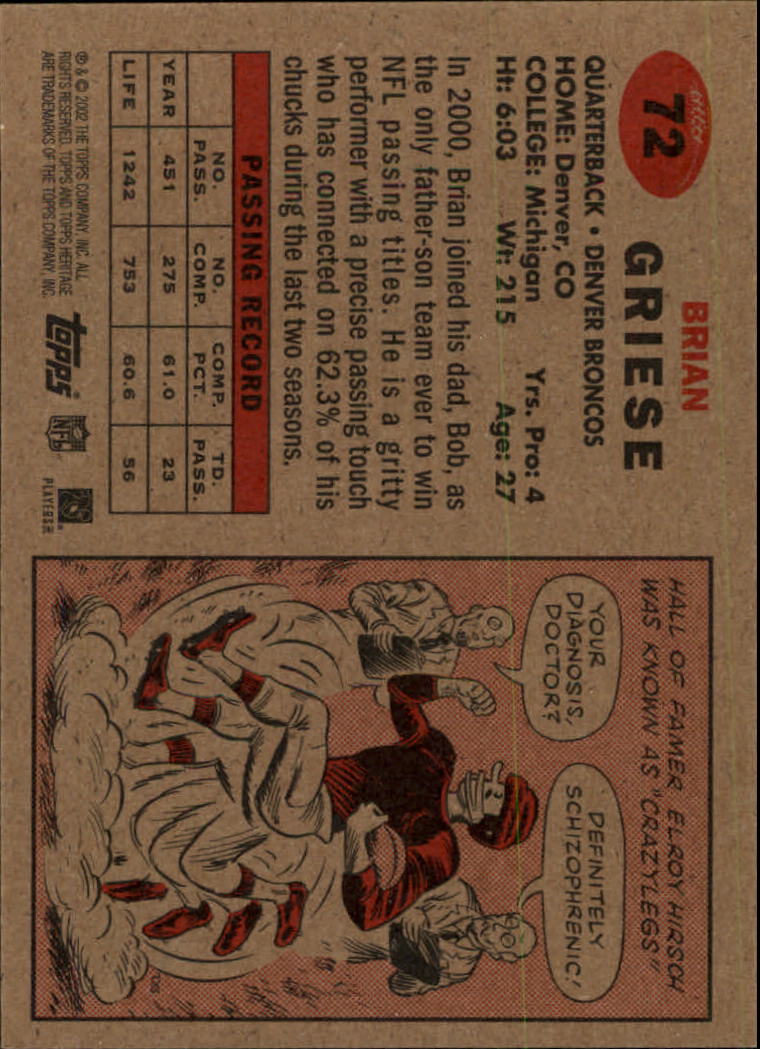 collect
72
BRIAN
GRIESE
QUARTERBACK • DENVER BRONCOS
HOME: Denver, CO
COLLEGE: Michigan Yrs. Pro: 4
Ht: 6:03 Wt: 215 Age: 27
In 2000, Brian joined his dad, Bob, as
the only father-son team ever to win
NFL passing titles. He is a gritty
performer with a precise passing touch
who has connected on 62.3% of his
chucks during the last two seasons.
PASSING RECORD
NO. PASS. NO. COMP. COMP. PCT. TD. PASS.
YEAR 451 275 61.0 23
LIFE 1242 753 60.6 56
® & © 2002 THE TOPPS COMPANY, INC. ALL
RIGHTS RESERVED. TOPPS AND TOPPS HERITAGE
ARE TRADEMARKS OF THE TOPPS COMPANY, INC.
topps
NFL
PLAYERS
HALL OF FAMER ELROY HIRSCH
WAS KNOWN AS "CRAZYLEGS"
YOUR
DIAGNOSIS,
DOCTOR?
DEFINITELY
SCHIZOPHRENIC!